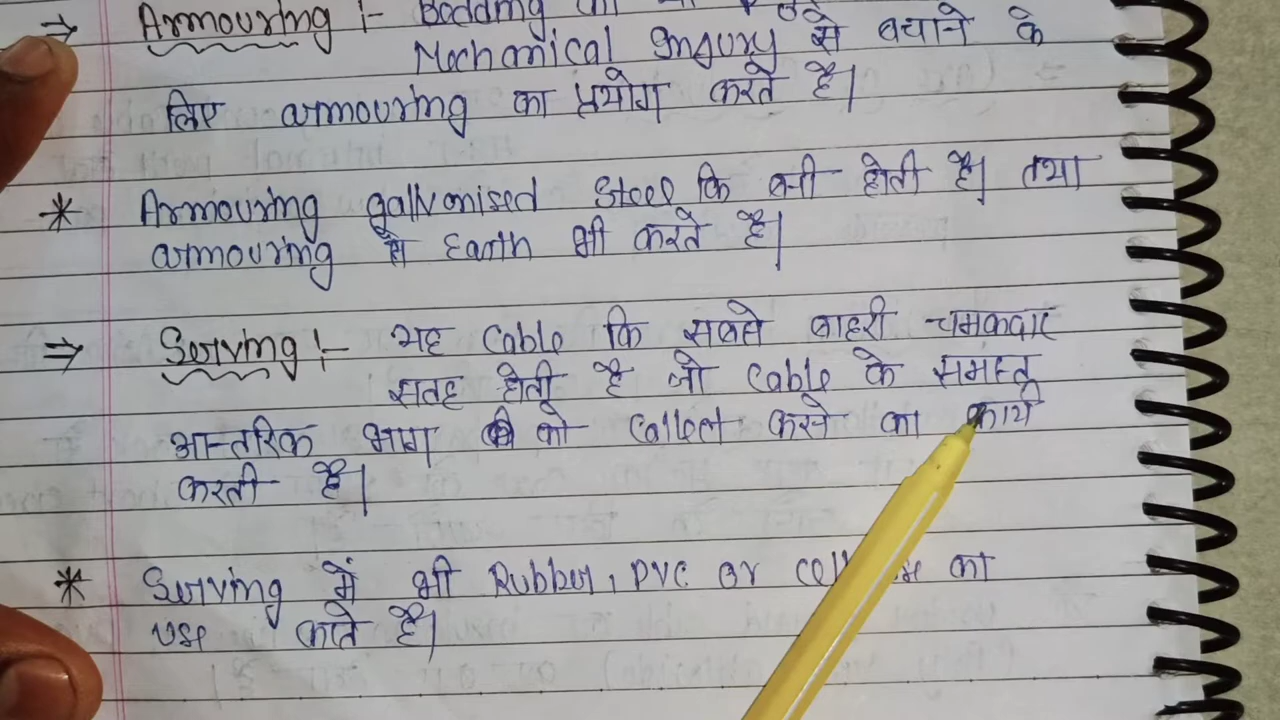 ⇒ Armouring :- Bedding
Mechanical Ingury से बचाने के
लिए armouring का प्रयोग करते है।
* Armouring galvanised Steel कि बनी होती है। तथा
armouring से Earth भी करते है।
⇒ Serving :- यह Cable कि सबसे बाहरी चमकदार
सतह होती है जो Cable के समस्त
आन्तरिक भाग को Collect करने का कार्य
करती है।
* Serving में भी Rubber, PVC or का
use करते है।